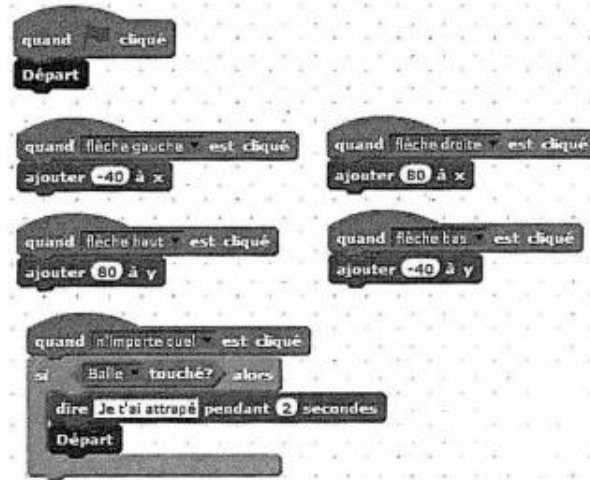 quand cliqué
Départ
quand flèche gauche est cliqué
ajouter -40 à x
quand flèche droite est cliqué
ajouter 80 à x
quand flèche haut est cliqué
ajouter 80 à y
quand flèche bas est cliqué
ajouter -40 à y
quand n'importe quel est cliqué
si Balle touché? alors
dire Je t'ai attrapé pendant 2 secondes
Départ